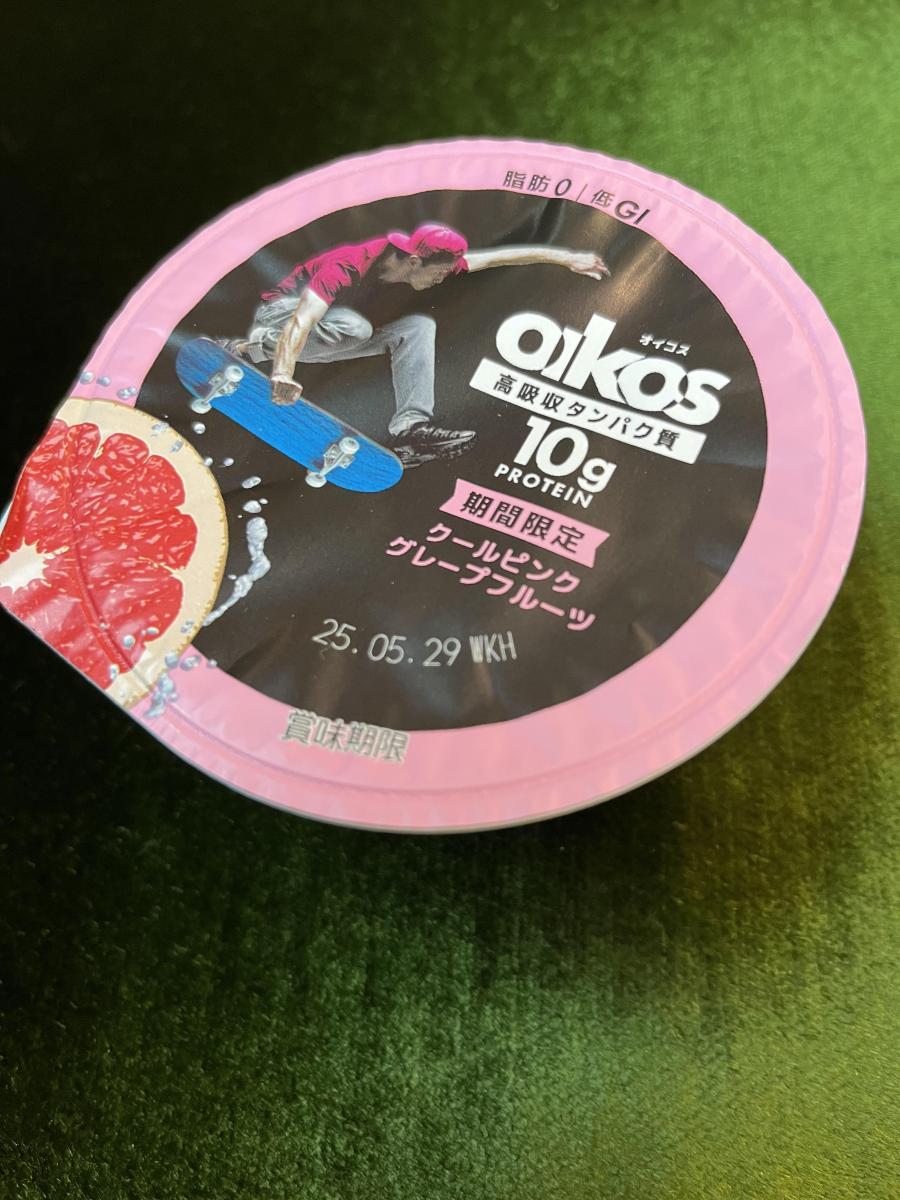 脂肪0/低GI
オイコス
oikos
高吸収タンパク質
10g
PROTEIN
期間限定
クールピンク
グレープフルーツ
25.05.29 WKH
賞味期限